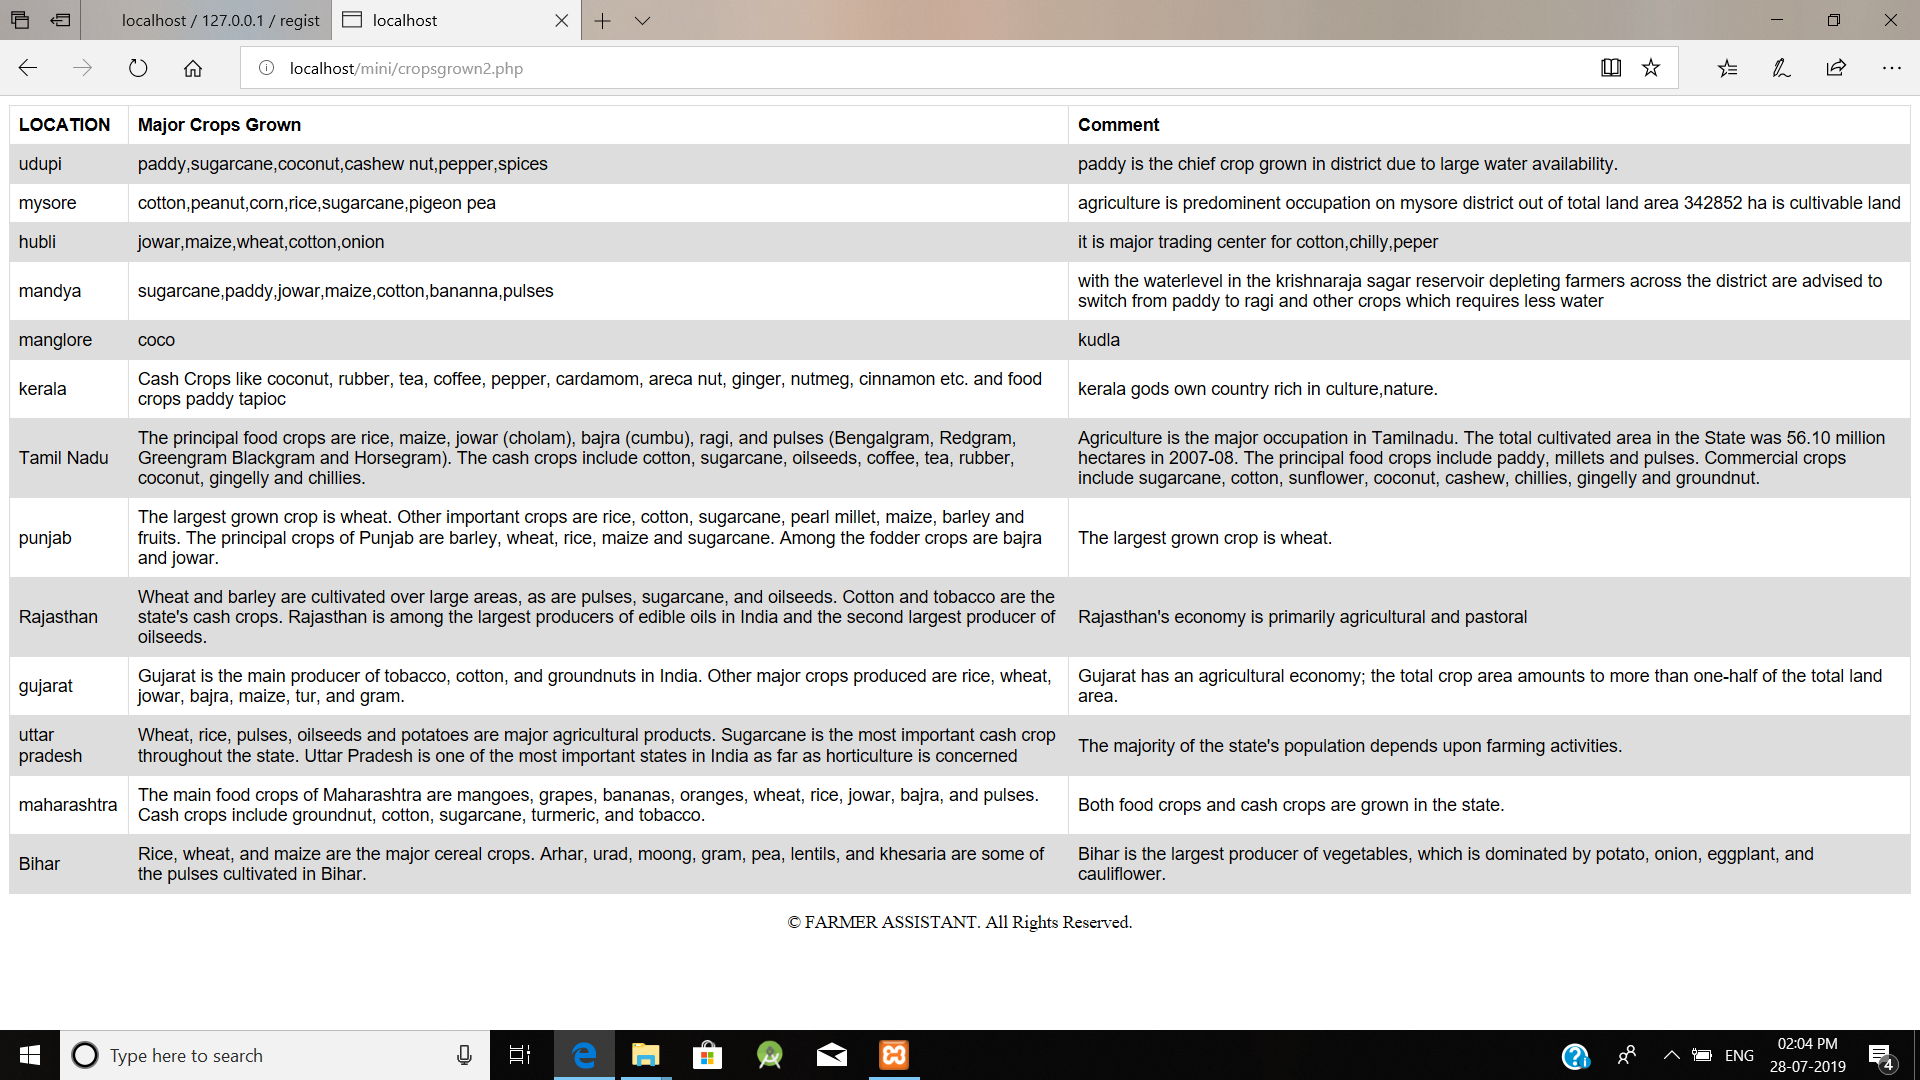 localhost / 127.0.0.1 / regist
localhost
localhost/mini/cropsgrown2.php
LOCATION Major Crops Grown Comment
udupi paddy,sugarcane,coconut,cashew nut,pepper,spices paddy is the chief crop grown in district due to large water availability.
mysore cotton,peanut,corn,rice,sugarcane,pigeon pea agriculture is predominent occupation on mysore district out of total land area 342852 ha is cultivable land
hubli jowar,maize,wheat,cotton,onion it is major trading center for cotton,chilly,peper
mandya sugarcane,paddy,jowar,maize,cotton,bananna,pulses
with the waterlevel in the krishnaraja sagar reservoir depleting farmers across the district are advised to
switch from paddy to ragi and other crops which requires less water
manglore coco kudla
kerala
Cash Crops like coconut, rubber, tea, coffee, pepper, cardamom, areca nut, ginger, nutmeg, cinnamon etc. and food
crops paddy tapioc
kerala gods own country rich in culture,nature.
Tamil Nadu
The principal food crops are rice, maize, jowar (cholam), bajra (cumbu), ragi, and pulses (Bengalgram, Redgram,
Greengram Blackgram and Horsegram). The cash crops include cotton, sugarcane, oilseeds, coffee, tea, rubber,
coconut, gingelly and chillies.
Agriculture is the major occupation in Tamilnadu. The total cultivated area in the State was 56.10 million
hectares in 2007-08. The principal food crops include paddy, millets and pulses. Commercial crops
include sugarcane, cotton, sunflower, coconut, cashew, chillies, gingelly and groundnut.
punjab
The largest grown crop is wheat. Other important crops are rice, cotton, sugarcane, pearl millet, maize, barley and
fruits. The principal crops of Punjab are barley, wheat, rice, maize and sugarcane. Among the fodder crops are bajra
and jowar.
The largest grown crop is wheat.
Rajasthan
Wheat and barley are cultivated over large areas, as are pulses, sugarcane, and oilseeds. Cotton and tobacco are the
state's cash crops. Rajasthan is among the largest producers of edible oils in India and the second largest producer of
oilseeds.
Rajasthan's economy is primarily agricultural and pastoral
gujarat
Gujarat is the main producer of tobacco, cotton, and groundnuts in India. Other major crops produced are rice, wheat,
jowar, bajra, maize, tur, and gram.
Gujarat has an agricultural economy; the total crop area amounts to more than one-half of the total land
area.
uttar
pradesh
Wheat, rice, pulses, oilseeds and potatoes are major agricultural products. Sugarcane is the most important cash crop
throughout the state. Uttar Pradesh is one of the most important states in India as far as horticulture is concerned
The majority of the state's population depends upon farming activities.
maharashtra
The main food crops of Maharashtra are mangoes, grapes, bananas, oranges, wheat, rice, jowar, bajra, and pulses.
Cash crops include groundnut, cotton, sugarcane, turmeric, and tobacco.
Both food crops and cash crops are grown in the state.
Bihar
Rice, wheat, and maize are the major cereal crops. Arhar, urad, moong, gram, pea, lentils, and khesaria are some of
the pulses cultivated in Bihar.
Bihar is the largest producer of vegetables, which is dominated by potato, onion, eggplant, and
cauliflower.
© FARMER ASSISTANT. All Rights Reserved.
Type here to search
ENG
02:04 PM
28-07-2019
4